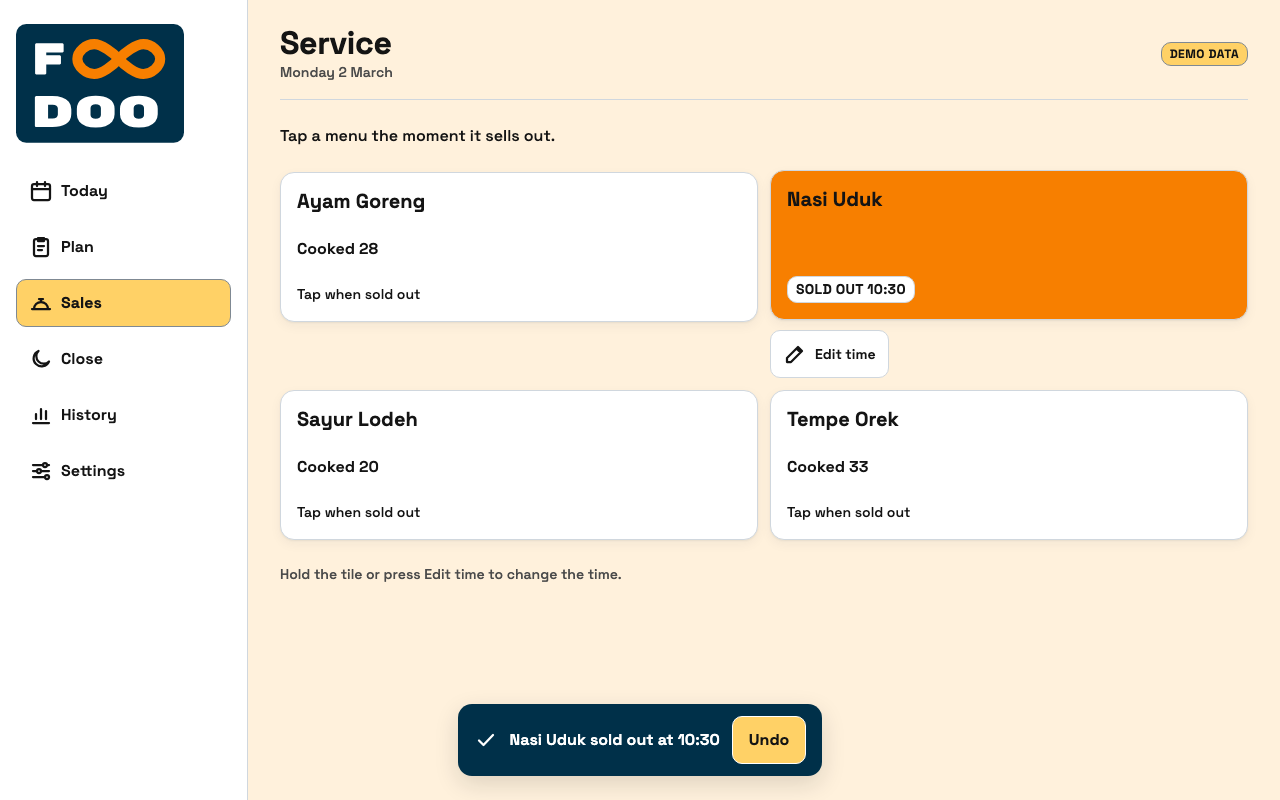 F∞
DOO
Today
Plan
Sales
Close
History
Settings
Service
Monday 2 March
DEMO DATA
Tap a menu the moment it sells out.
Ayam Goreng
Cooked 28
Tap when sold out
Nasi Uduk
SOLD OUT 10:30
Edit time
Sayur Lodeh
Cooked 20
Tap when sold out
Tempe Orek
Cooked 33
Tap when sold out
Hold the tile or press Edit time to change the time.
Nasi Uduk sold out at 10:30
Undo